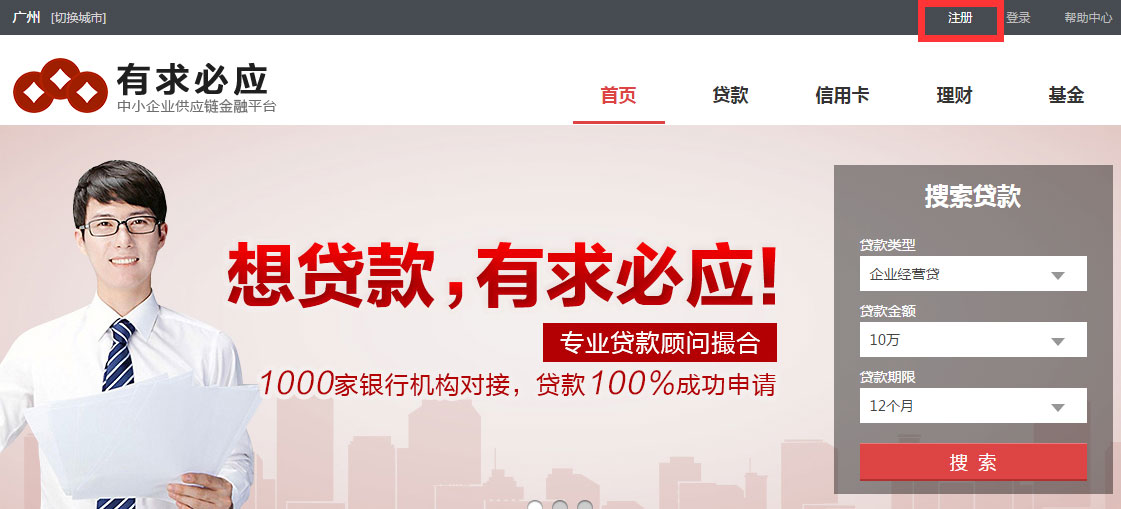 广州 [切换城市] 注册 登录 帮助中心
有求必应
中小企业供应链金融平台
首页 贷款 信用卡 理财 基金
搜索贷款
贷款类型
企业经营贷
贷款金额
10万
贷款期限
12个月
搜 索
想贷款，有求必应!
专业贷款顾问撮合
1000家银行机构对接，贷款100%成功申请